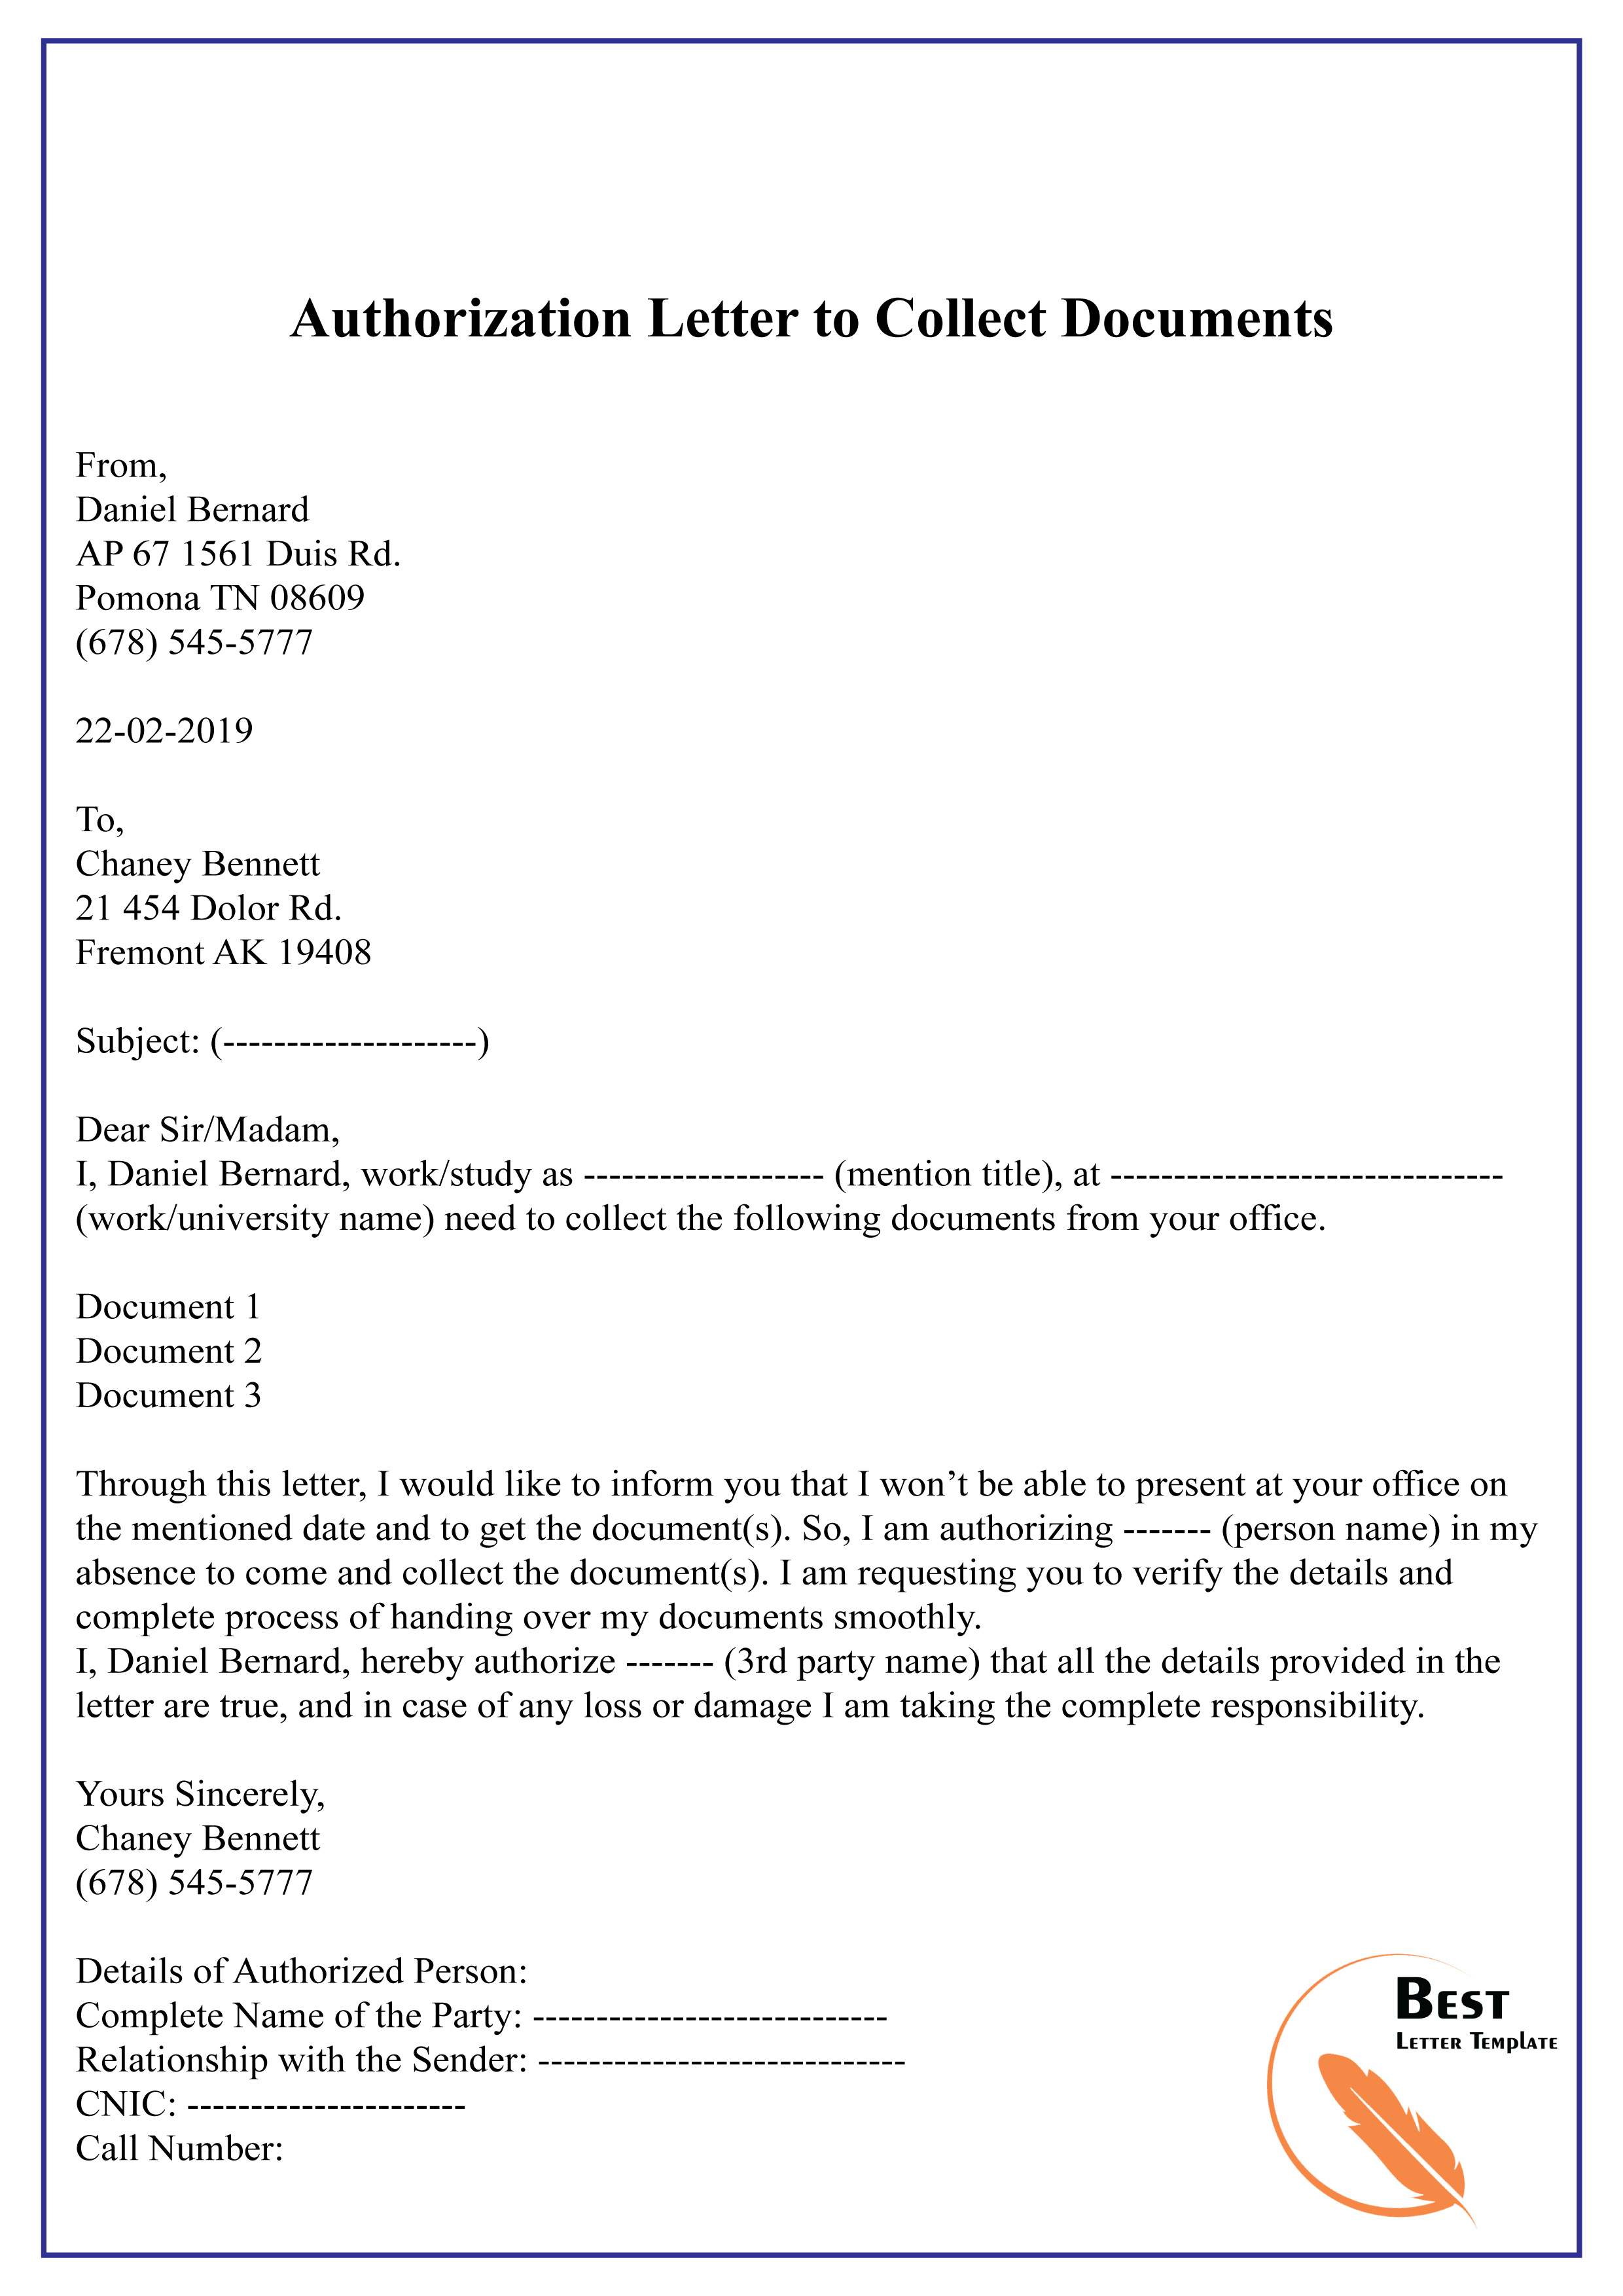 Authorization Letter to Collect Documents
From,
Daniel Bernard
AP 67 1561 Duis Rd.
Pomona TN 08609
(678) 545-5777
22-02-2019
To,
Chaney Bennett
21 454 Dolor Rd.
Fremont AK 19408
Subject: (--------------------)
Dear Sir/Madam,
I, Daniel Bernard, work/study as ------------------- (mention title), at -------------------------------
(work/university name) need to collect the following documents from your office.
Document 1
Document 2
Document 3
Through this letter, I would like to inform you that I won’t be able to present at your office on
the mentioned date and to get the document(s). So, I am authorizing ------- (person name) in my
absence to come and collect the document(s). I am requesting you to verify the details and
complete process of handing over my documents smoothly.
I, Daniel Bernard, hereby authorize ------- (3rd party name) that all the details provided in the
letter are true, and in case of any loss or damage I am taking the complete responsibility.
Yours Sincerely,
Chaney Bennett
(678) 545-5777
Details of Authorized Person:
Complete Name of the Party: ----------------------------
Relationship with the Sender: -----------------------------
CNIC: ----------------------
Call Number:
Best
Letter Template